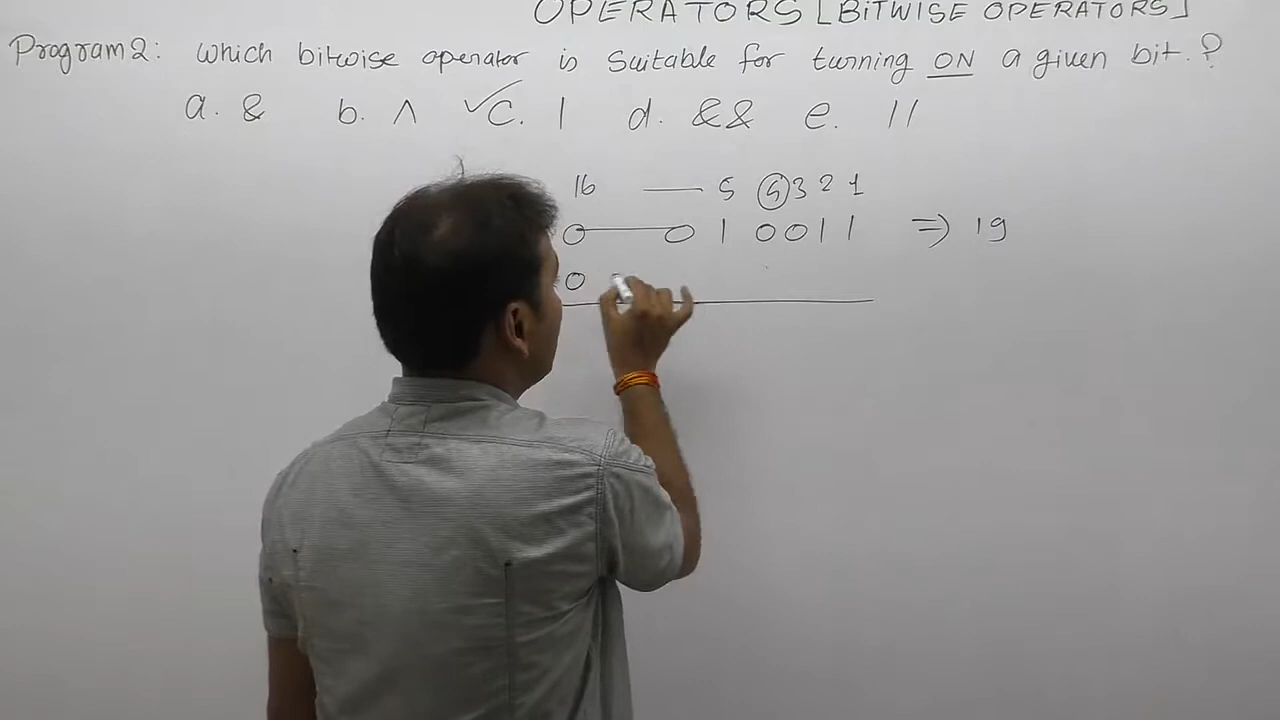 OPERATORS [BITWISE OPERATORS]
Program2: Which bitwise operator is suitable for turning ON a given bit.?
a. & b. ^ ✓c. | d. && e. ||
16 — 5 4 3 2 1
0 — 0 1 0 0 1 1 => 19
0